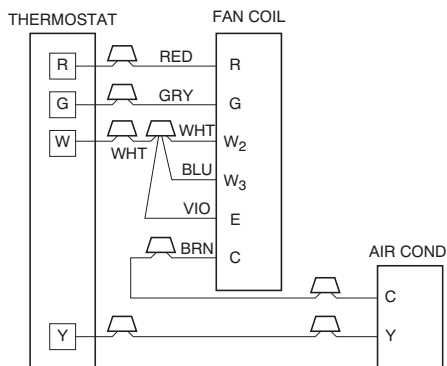 THERMOSTAT
FAN COIL
R
RED
R
G
GRY
G
W
WHT
WHT
W2
BLU
W3
VIO
E
BRN
C
AIR COND
C
Y
Y